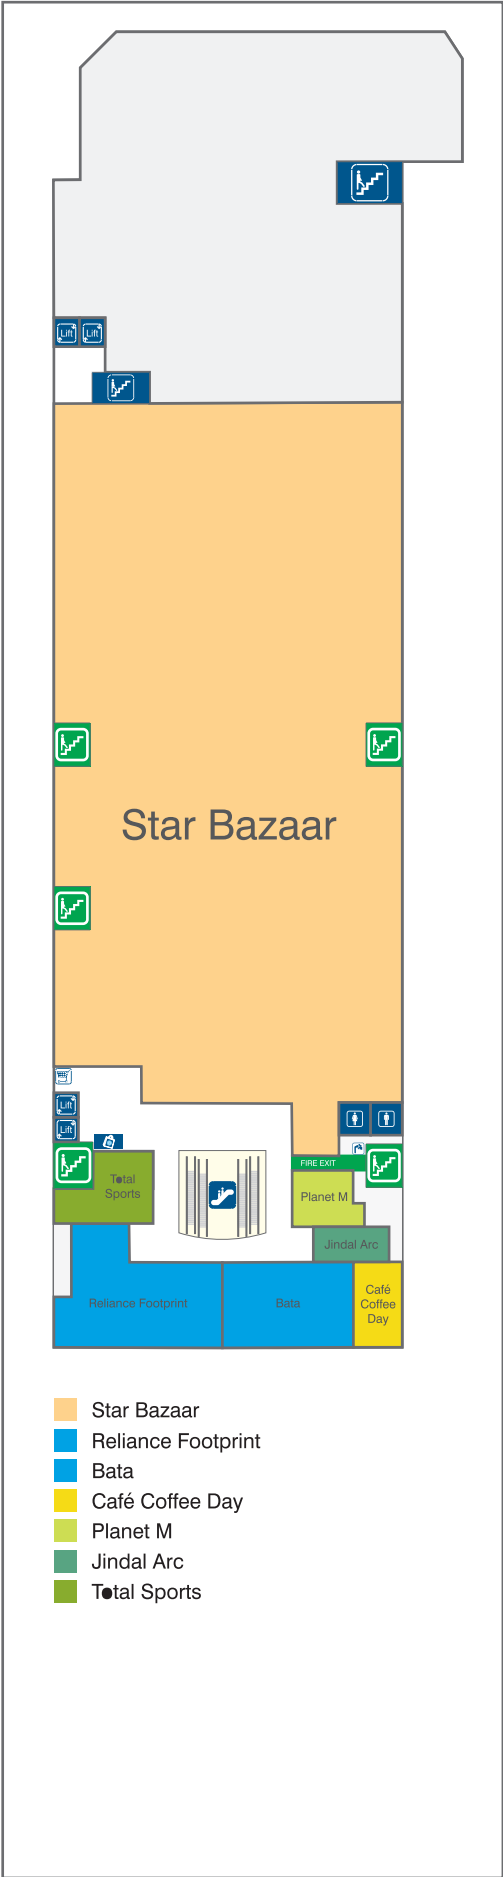 Lift Lift
Star Bazaar
Lift
Lift
FIRE EXIT
Total
Sports
Planet M
Jindal Arc
Reliance Footprint
Bata
Café
Coffee
Day
Star Bazaar
Reliance Footprint
Bata
Café Coffee Day
Planet M
Jindal Arc
Total Sports